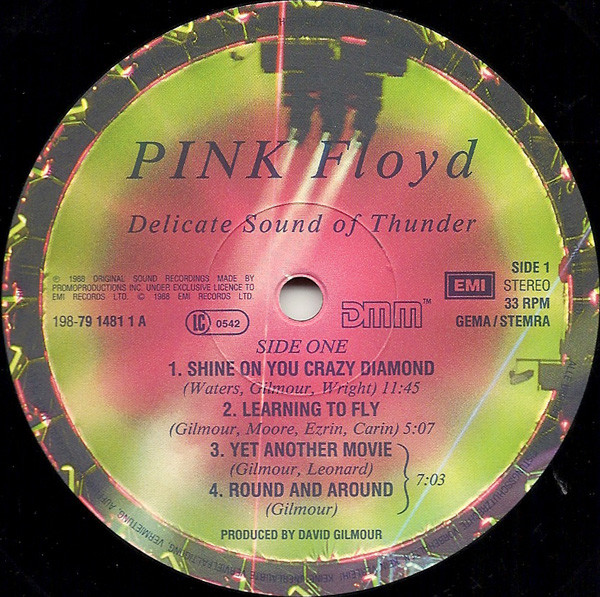 PINK Floyd
Delicate Sound of Thunder
℗ 1988 ORIGINAL SOUND RECORDINGS MADE BY
PROMOPRODUCTIONS INC. UNDER EXCLUSIVE LICENCE TO
EMI RECORDS LTD. © 1988 EMI RECORDS LTD.
198-79 1481 1 A
LC 0542
DMM™
EMI
SIDE 1
STEREO
33 RPM
GEMA/STEMRA
SIDE ONE
1. SHINE ON YOU CRAZY DIAMOND
(Waters, Gilmour, Wright) 11:45
2. LEARNING TO FLY
(Gilmour, Moore, Ezrin, Carin) 5:07
3. YET ANOTHER MOVIE
(Gilmour, Leonard)
4. ROUND AND AROUND
(Gilmour)
7:03
PRODUCED BY DAVID GILMOUR
VERMIETUNG,